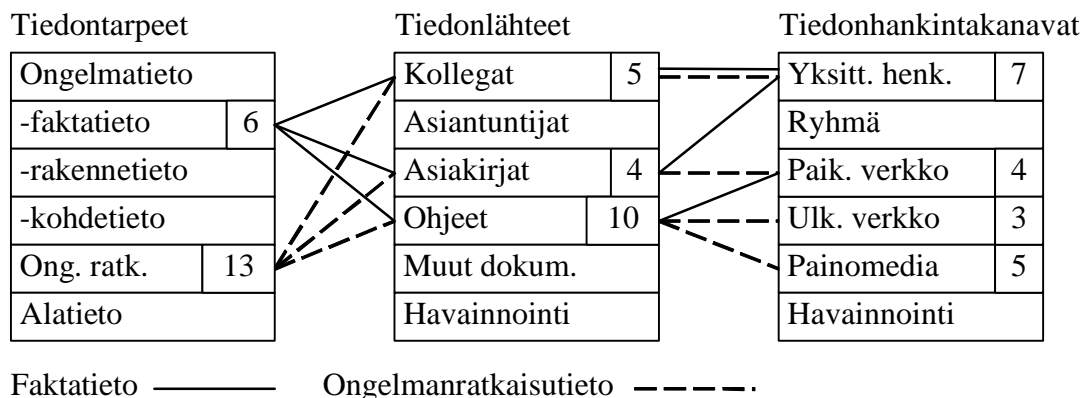 Tiedontarpeet
Ongelmatieto
-faktatieto 6
-rakennetieto
-kohdetieto
Ong. ratk. 13
Alatieto
Tiedonlähteet
Kollegat 5
Asiantuntijat
Asiakirjat 4
Ohjeet 10
Muut dokum.
Havainnointi
Tiedonhankintakanavat
Yksitt. henk. 7
Ryhmä
Paik. verkko 4
Ulk. verkko 3
Painomedia 5
Havainnointi
Faktatieto
Ongelmanratkaisutieto